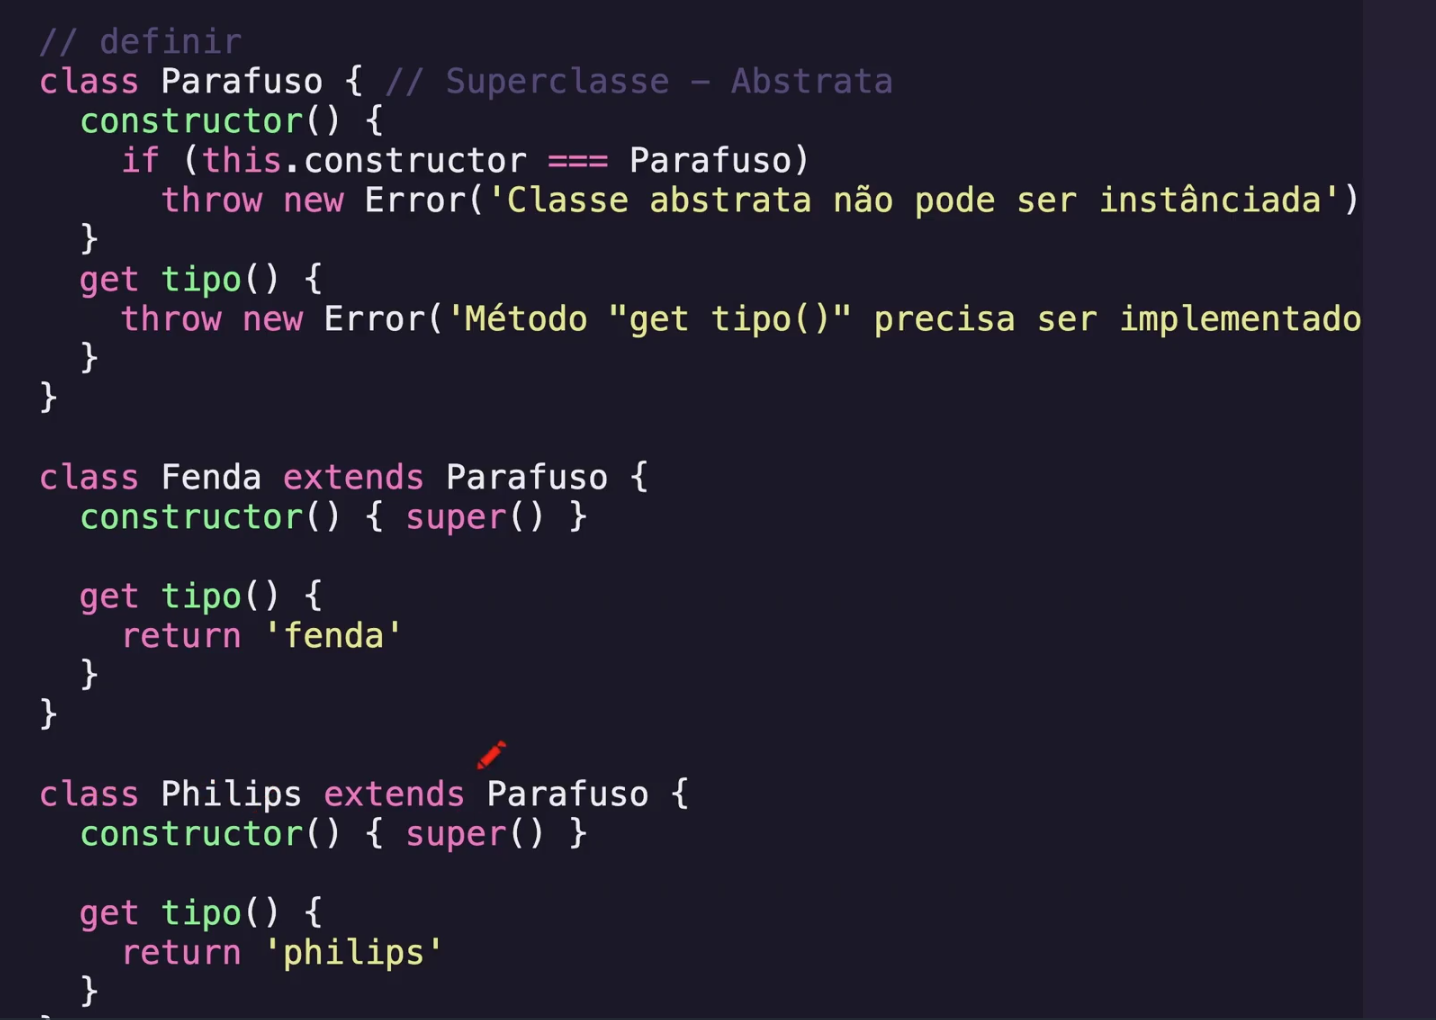 // definir
class Parafuso { // Superclasse – Abstrata
constructor() {
if (this.constructor === Parafuso)
throw new Error('Classe abstrata não pode ser instânciada')
}
get tipo() {
throw new Error('Método "get tipo()" precisa ser implementado
}
}
class Fenda extends Parafuso {
constructor() { super() }
get tipo() {
return 'fenda'
}
}
class Philips extends Parafuso {
constructor() { super() }
get tipo() {
return 'philips'
}